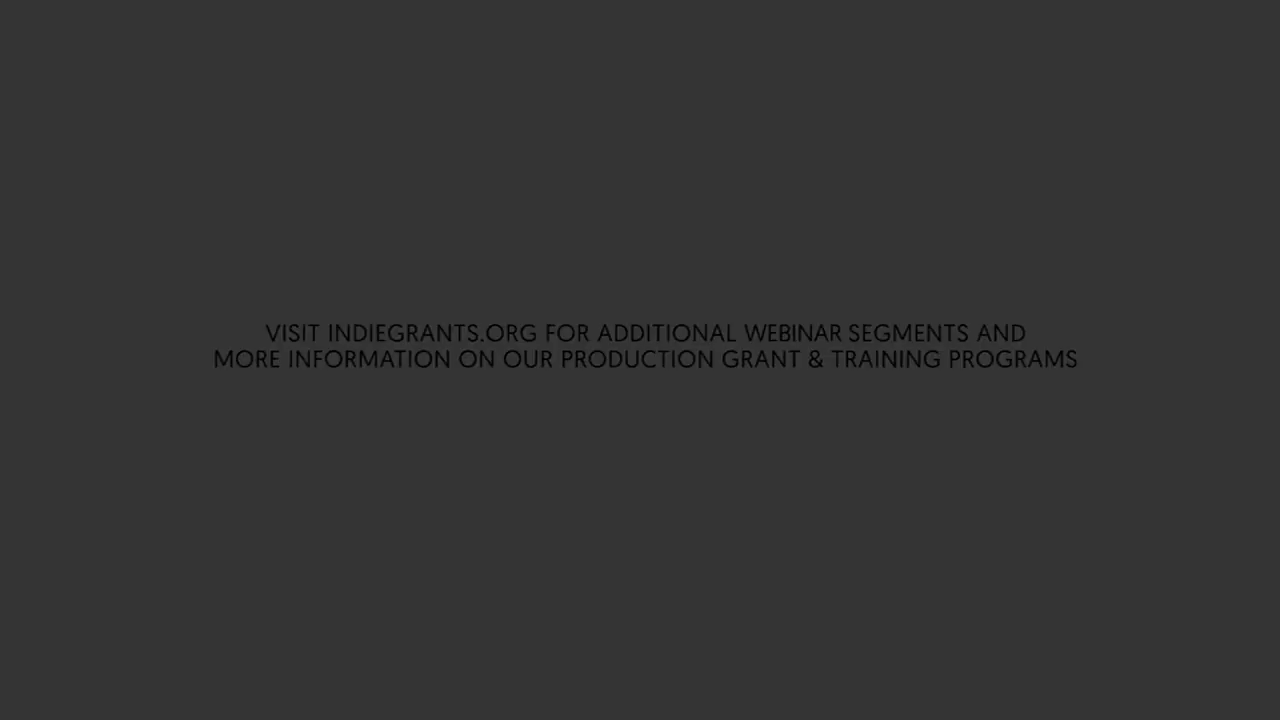 VISIT INDIEGRANTS.ORG FOR ADDITIONAL WEBINAR SEGMENTS AND
MORE INFORMATION ON OUR PRODUCTION GRANT & TRAINING PROGRAMS